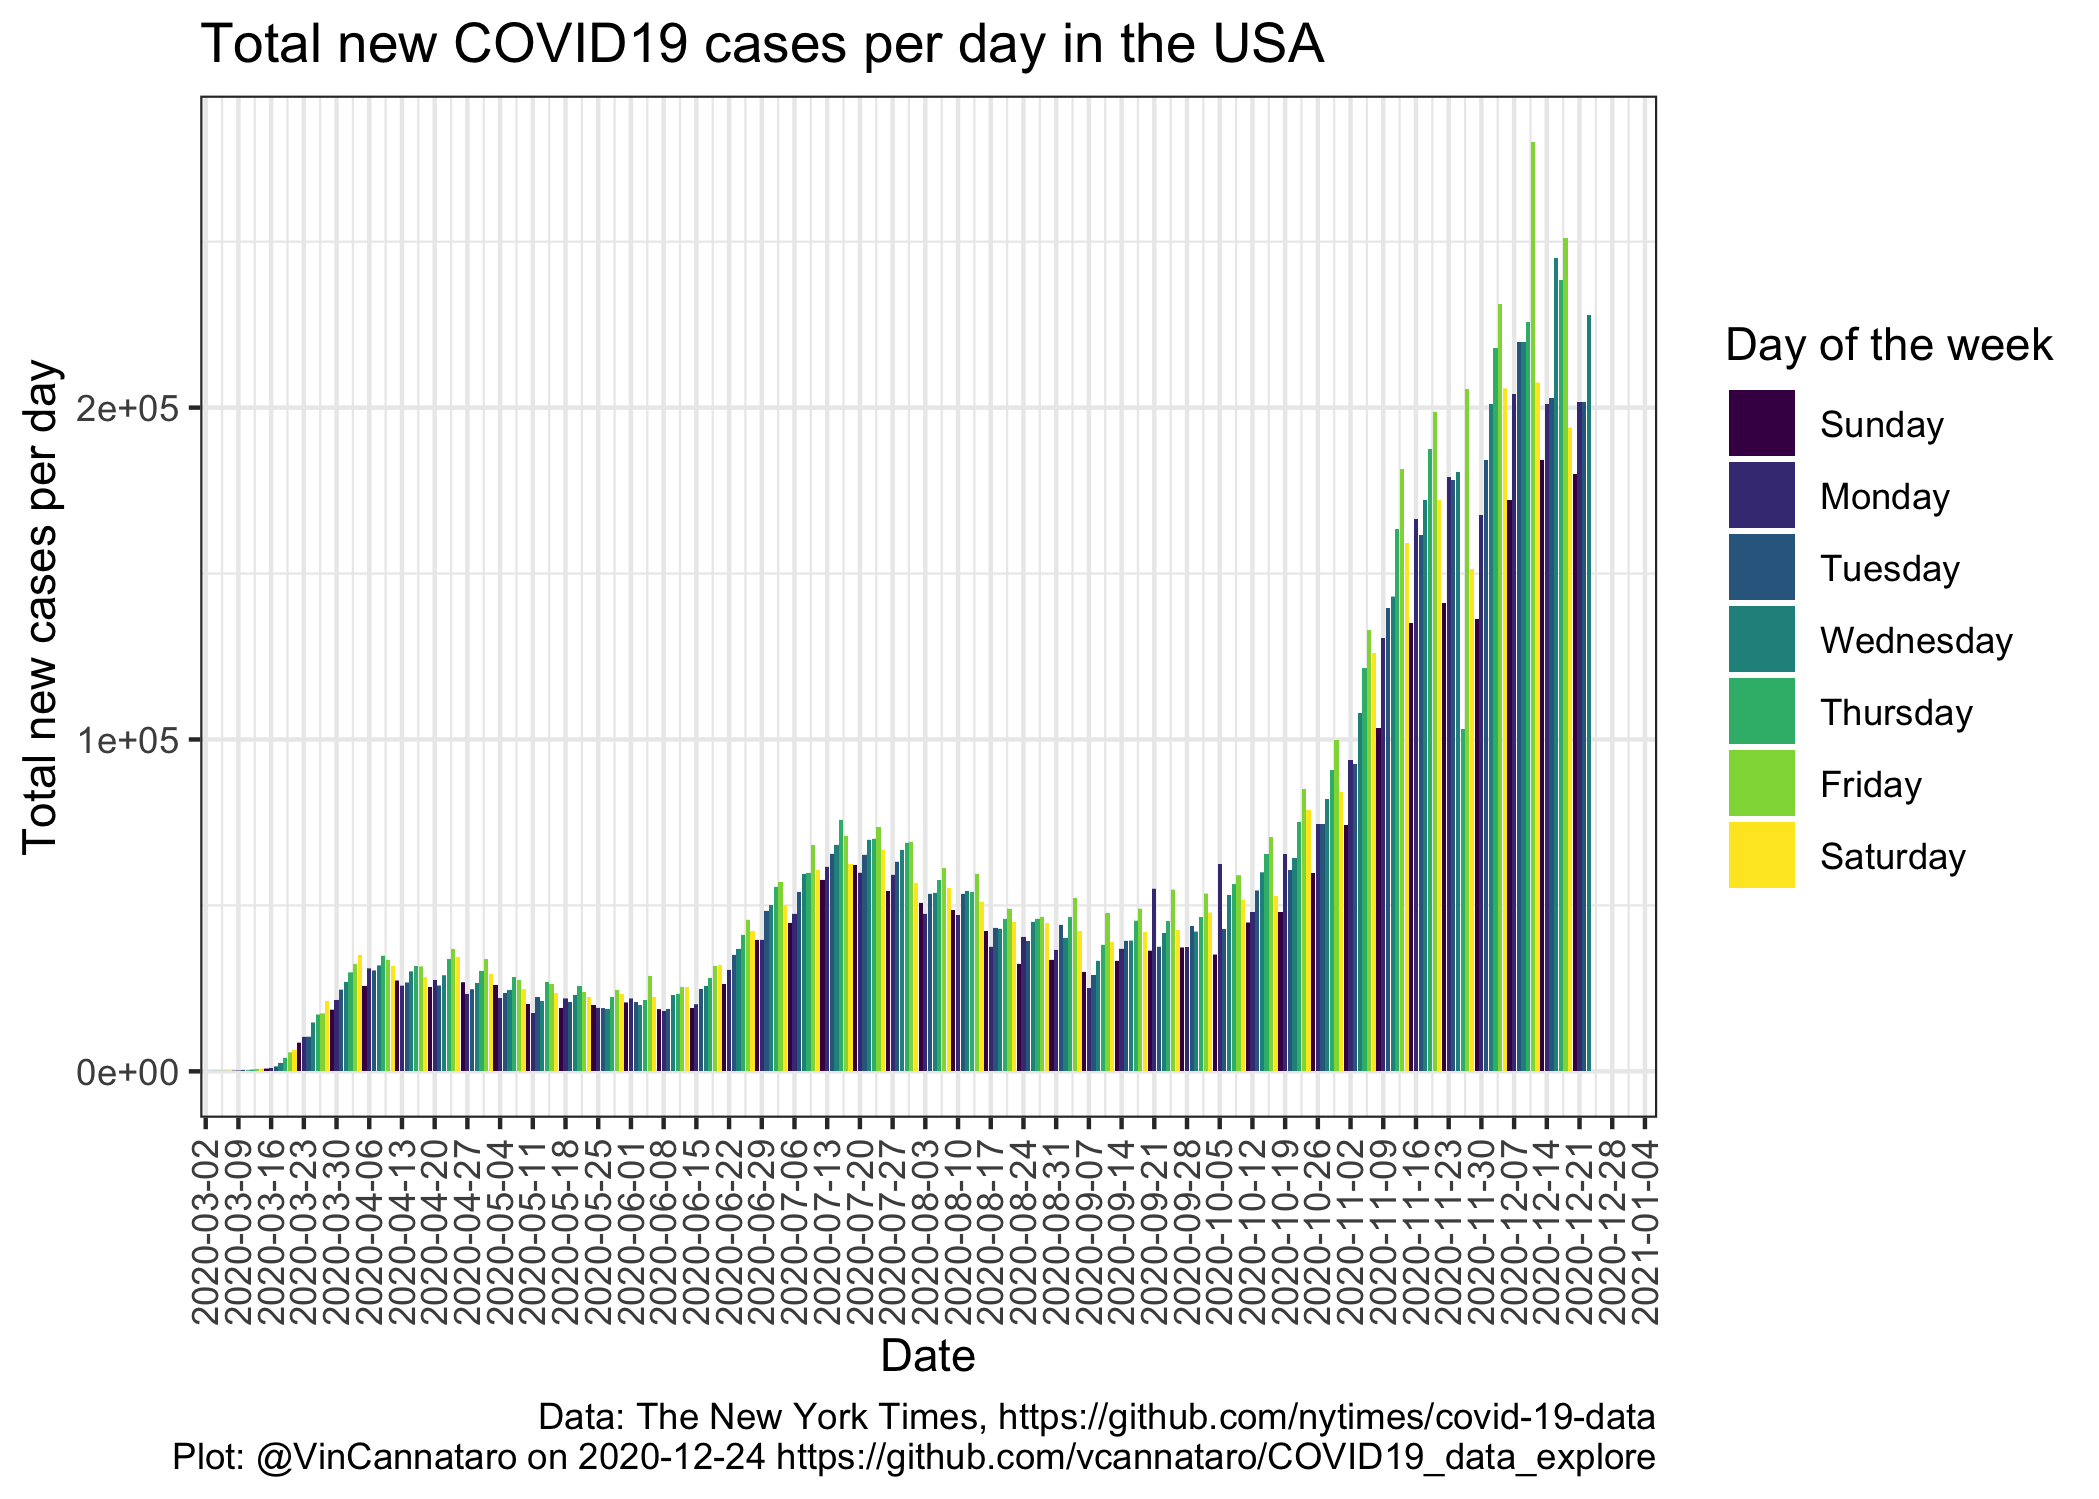 Total new COVID19 cases per day in the USA
Total new cases per day
2e+05
1e+05
0e+00
2020-03-02
2020-03-09
2020-03-16
2020-03-23
2020-03-30
2020-04-06
2020-04-13
2020-04-20
2020-04-27
2020-05-04
2020-05-11
2020-05-18
2020-05-25
2020-06-01
2020-06-08
2020-06-15
2020-06-22
2020-06-29
2020-07-06
2020-07-13
2020-07-20
2020-07-27
2020-08-03
2020-08-10
2020-08-17
2020-08-24
2020-08-31
2020-09-07
2020-09-14
2020-09-21
2020-09-28
2020-10-05
2020-10-12
2020-10-19
2020-10-26
2020-11-02
2020-11-09
2020-11-16
2020-11-23
2020-11-30
2020-12-07
2020-12-14
2020-12-21
2020-12-28
2021-01-04
Date
Day of the week
Sunday
Monday
Tuesday
Wednesday
Thursday
Friday
Saturday
Data: The New York Times, https://github.com/nytimes/covid-19-data
Plot: @VinCannataro on 2020-12-24 https://github.com/vcannataro/COVID19_data_explore